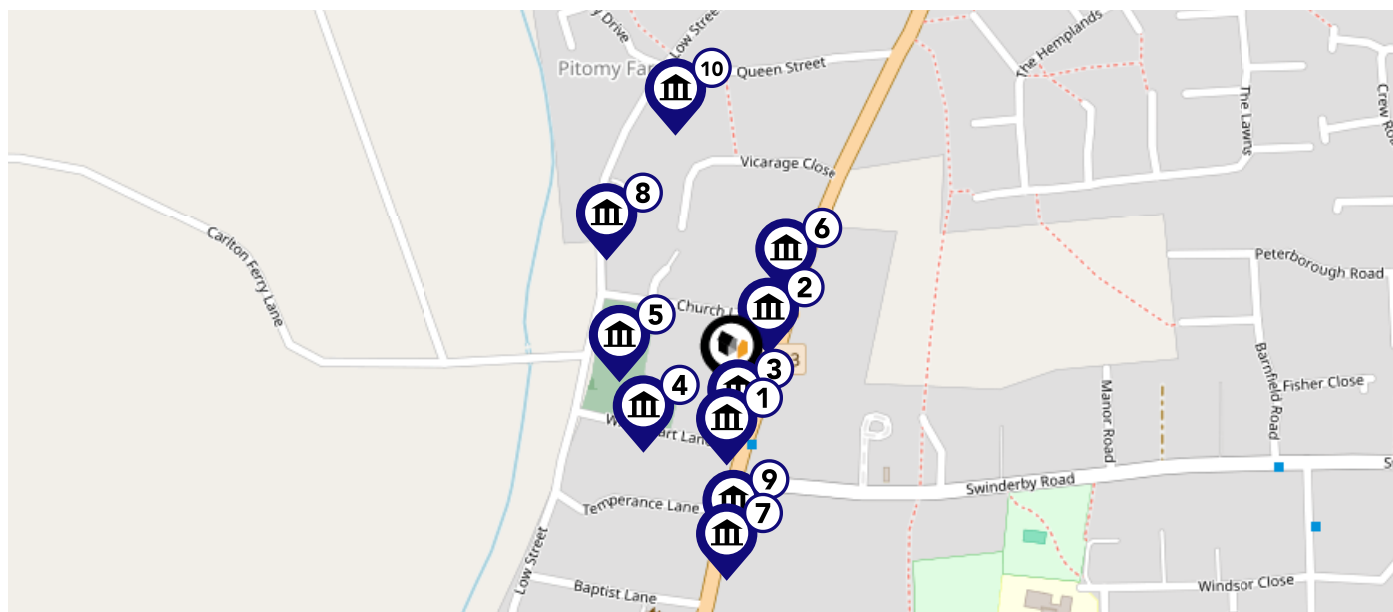 Low Street
10
Pitomy
Queen Street
The Hemplands
The Lawns
Vicarage Close
8
6
Carlton Ferry Lane
Peterborough Road
2
Church
5
3
3
4
1
Barnfield Road
Fisher Close
Manor Road
Lane
9
Swinderby Road
Temperance Lane
7
Low Street
Baptist Lane
Windsor Close